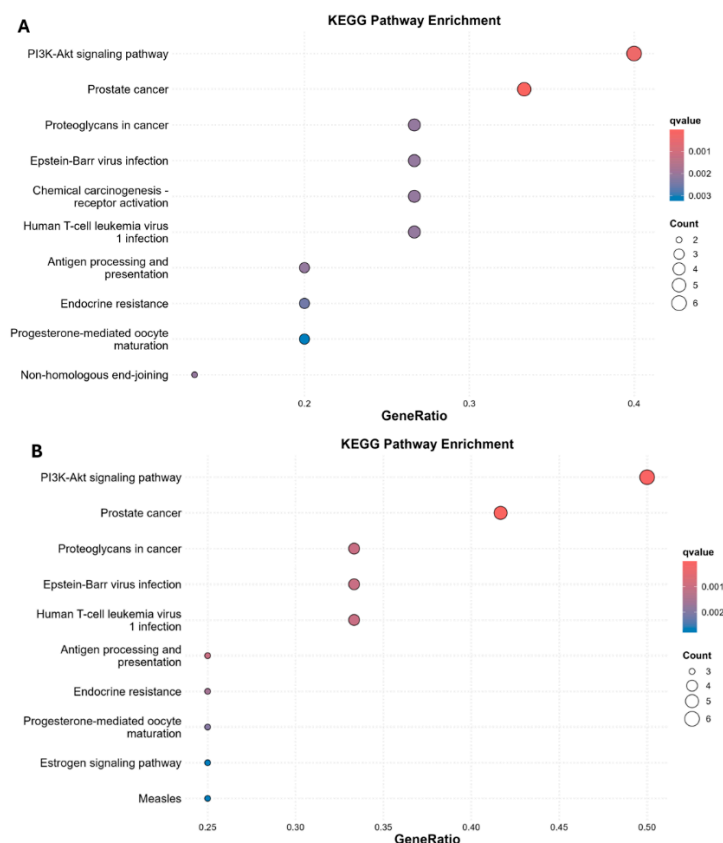 A
KEGG Pathway Enrichment
PI3K-Akt signaling pathway
Prostate cancer
Proteoglycans in cancer
Epstein-Barr virus infection
Chemical carcinogenesis -
receptor activation
Human T-cell leukemia virus
1 infection
Antigen processing and
presentation
Endocrine resistance
Progesterone-mediated oocyte
maturation
Non-homologous end-joining
0.2
0.3
0.4
GeneRatio
qvalue
0.001
0.002
0.003
Count
2
3
4
5
6
B
KEGG Pathway Enrichment
PI3K-Akt signaling pathway
Prostate cancer
Proteoglycans in cancer
Epstein-Barr virus infection
Human T-cell leukemia virus
1 infection
Antigen processing and
presentation
Endocrine resistance
Progesterone-mediated oocyte
maturation
Estrogen signaling pathway
Measles
0.25
0.30
0.35
0.40
0.45
0.50
GeneRatio
qvalue
0.001
0.002
Count
3
4
5
6